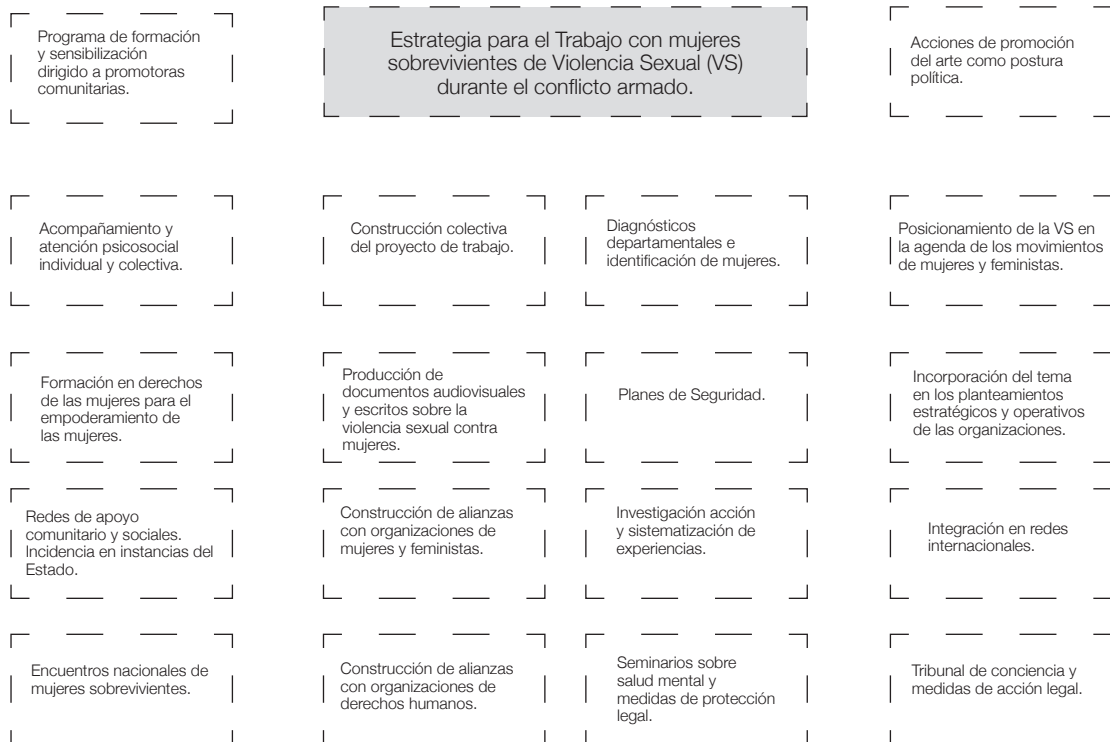 Programa de formación
y sensibilización
dirigido a promotoras
comunitarias.
Estrategia para el Trabajo con mujeres
sobrevivientes de Violencia Sexual (VS)
durante el conflicto armado.
Acciones de promoción
del arte como postura
política.
Acompañamiento y
atención psicosocial
individual y colectiva.
Construcción colectiva
del proyecto de trabajo.
Diagnósticos
departamentales e
identificación de mujeres.
Posicionamiento de la VS en
la agenda de los movimientos
de mujeres y feministas.
Formación en derechos
de las mujeres para el
empoderamiento de
las mujeres.
Producción de
documentos audiovisuales
y escritos sobre la
violencia sexual contra
mujeres.
Planes de Seguridad.
Incorporación del tema
en los planteamientos
estratégicos y operativos
de las organizaciones.
Redes de apoyo
comunitario y sociales.
Incidencia en instancias del
Estado.
Construcción de alianzas
con organizaciones de
mujeres y feministas.
Investigación acción
y sistematización de
experiencias.
Integración en redes
internacionales.
Encuentros nacionales de
mujeres sobrevivientes.
Construcción de alianzas
con organizaciones de
derechos humanos.
Seminarios sobre
salud mental y
medidas de protección
legal.
Tribunal de conciencia y
medidas de acción legal.